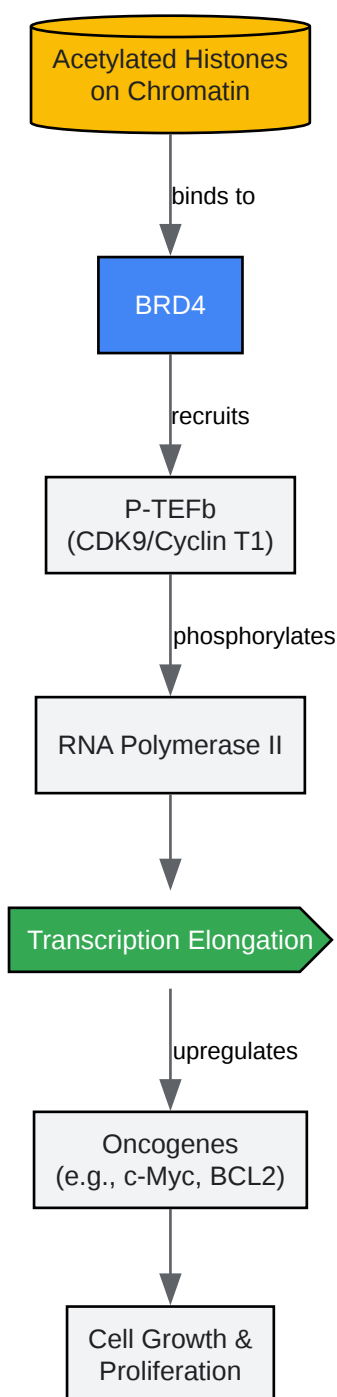 Acetylated Histones
on Chromatin
binds to
BRD4
recruits
P-TEFb
(CDK9/Cyclin T1)
phosphorylates
RNA Polymerase II
Transcription Elongation
upregulates
Oncogenes
(e.g., c-Myc, BCL2)
Cell Growth &
Proliferation